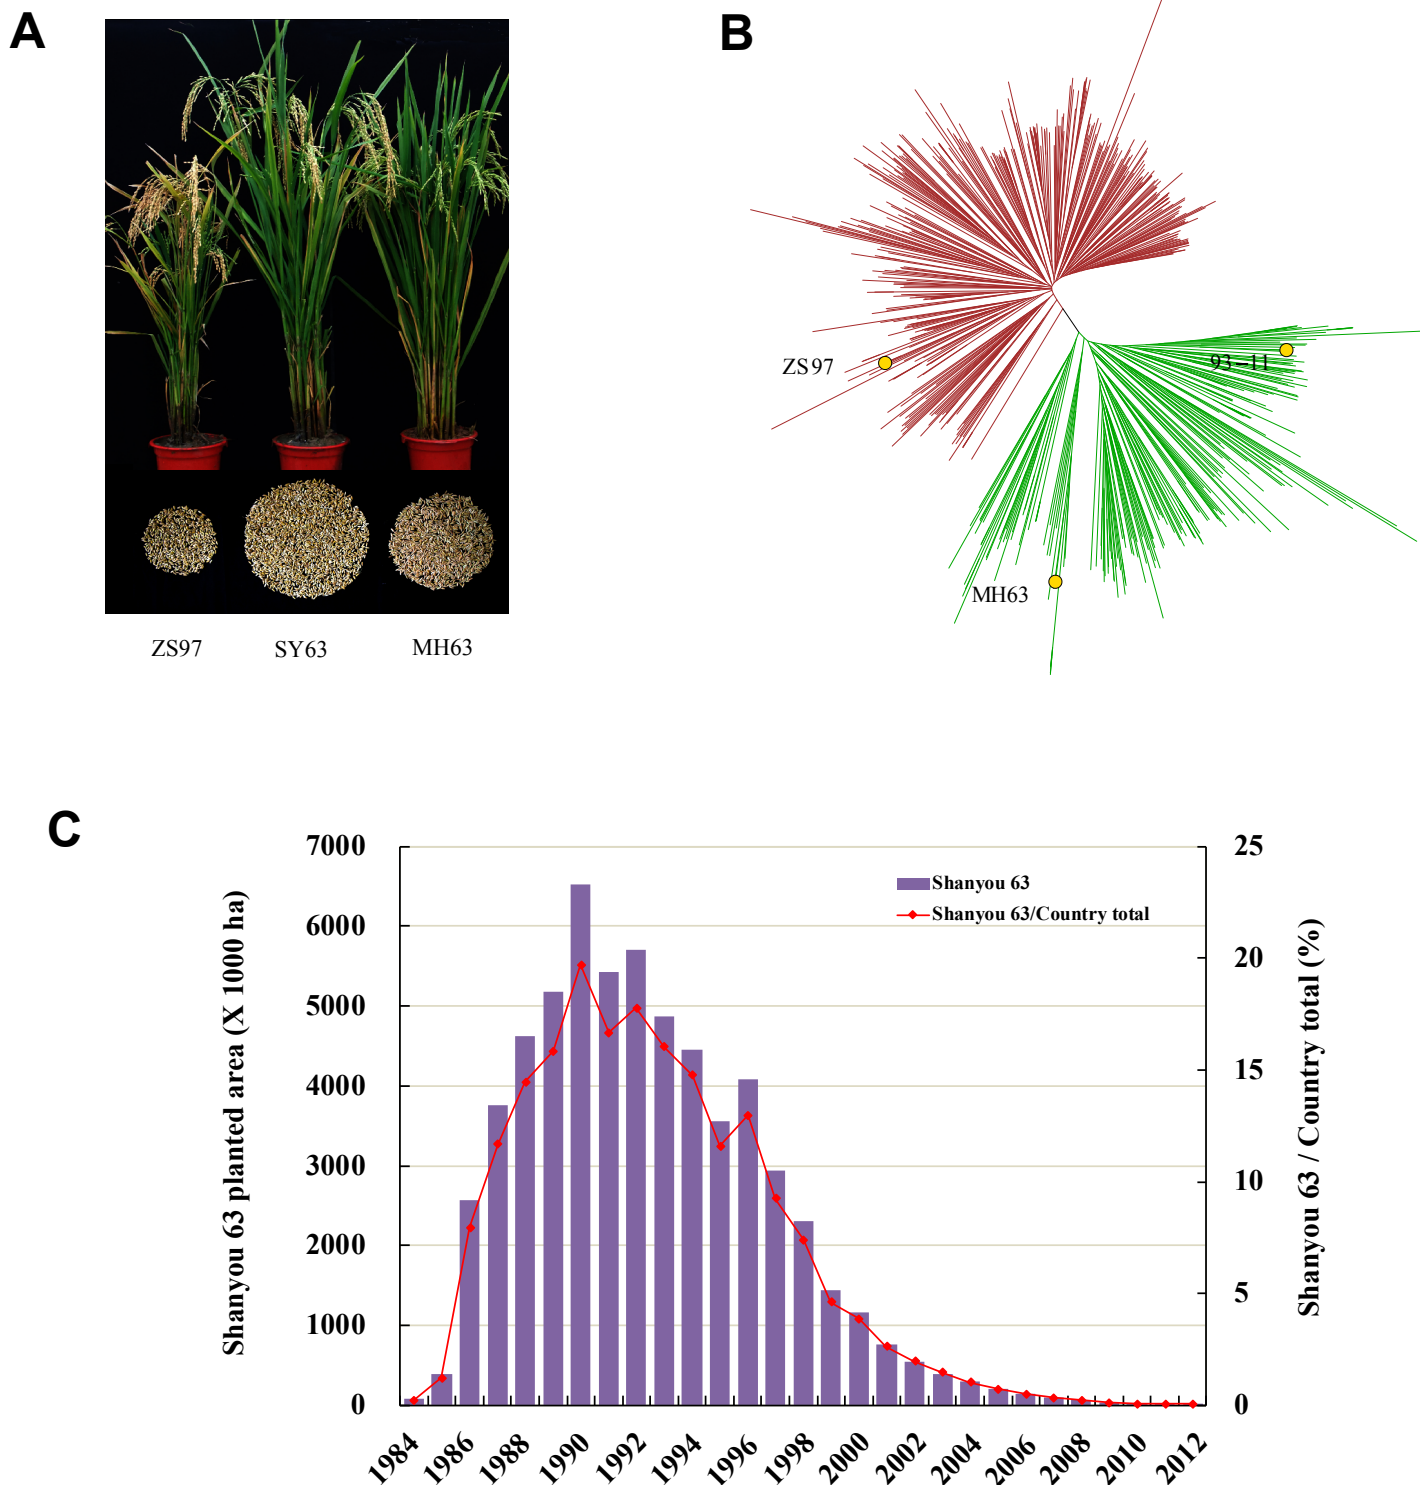 A
B
ZS97
SY63
MH63
ZS97
93-11
MH63
C
Shanyou 63 planted area (X 1000 ha)
7000
6000
5000
4000
3000
2000
1000
0
Shanyou 63
Shanyou 63/Country total
25
20
15
10
5
0
Shanyou 63 / Country total (%)
1984
1986
1988
1990
1992
1994
1996
1998
2000
2002
2004
2006
2008
2010
2012